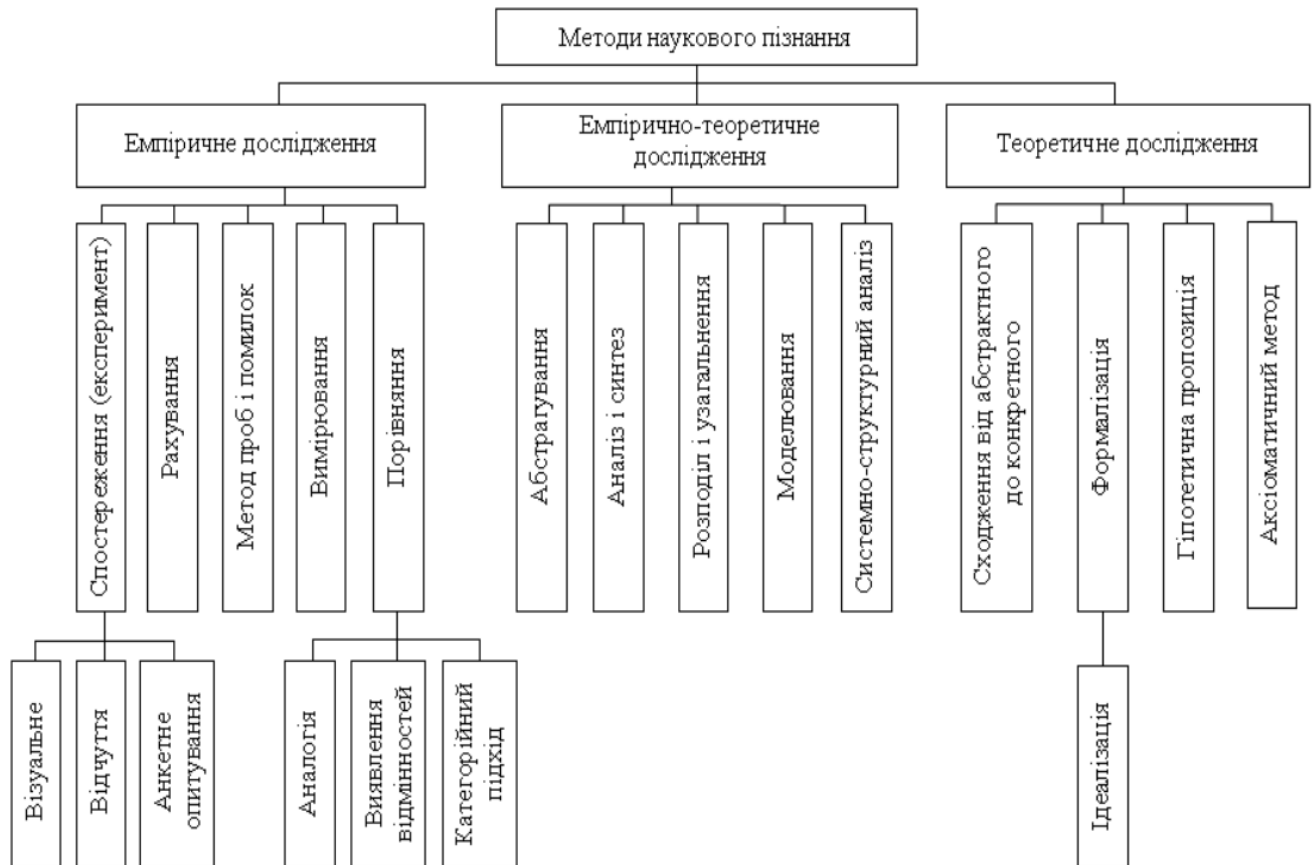 Методи наукового пізнання
Емпіричне дослідження
Емпірично-теоретичне
дослідження
Теоретичне дослідження
Спостереження (експеримент)
Рахування
Метод проб і помилок
Вимірювання
Порівняння
Абстрагування
Аналіз і синтез
Розподіл і узагальнення
Моделювання
Системно-структурний аналіз
Сходження від абстрактного
до конкретного
Формалізація
Гіпотетична пропозиція
Аксіоматичний метод
Візуальне
Відчуття
Анкетне
опитування
Аналогія
Виявлення
відмінностей
Категорійний
підхід
Ідеалізація